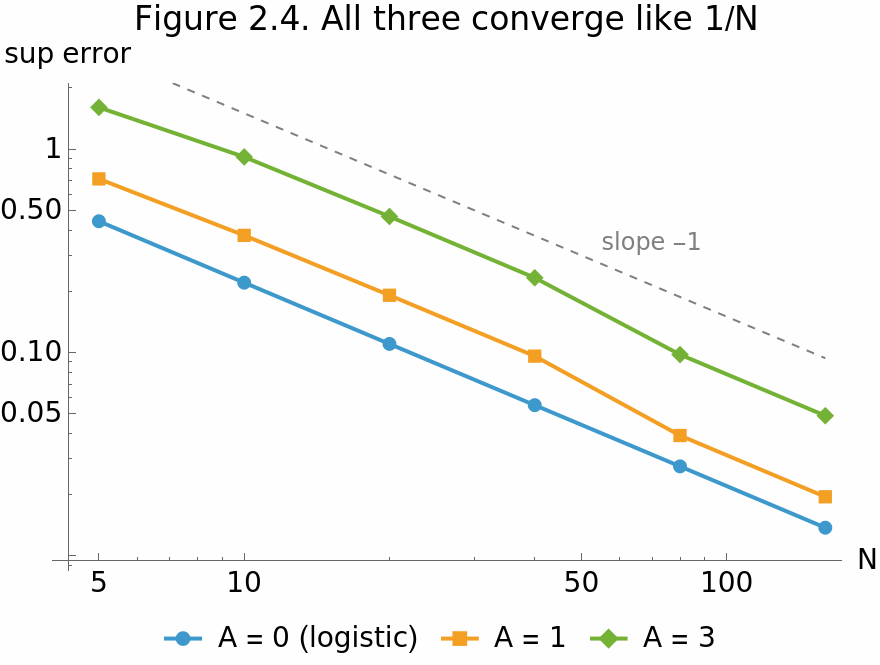 Figure 2.4. All three converge like 1/N
sup error
1
0.50
0.10
0.05
slope –1
5 10 50 100 N
A = 0 (logistic) A = 1 A = 3